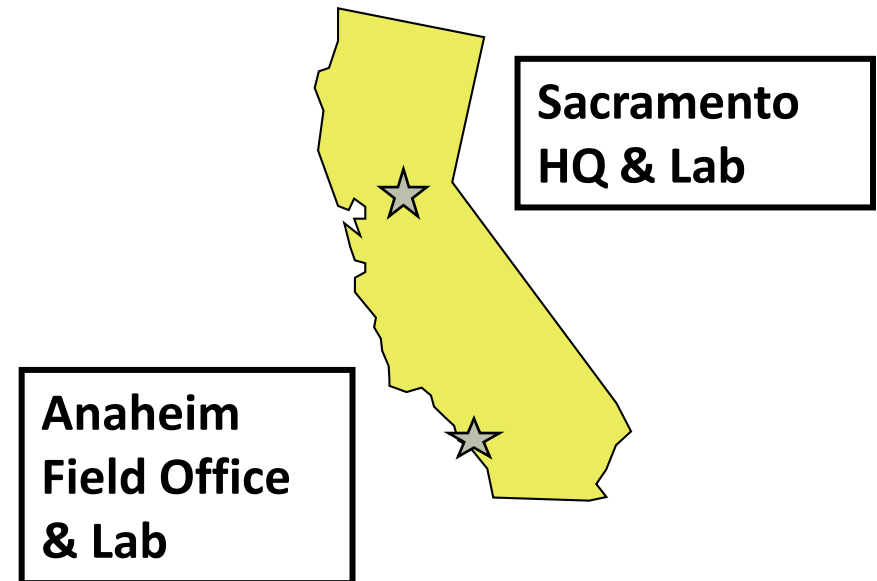 Sacramento
HQ & Lab
Anaheim
Field Office
& Lab